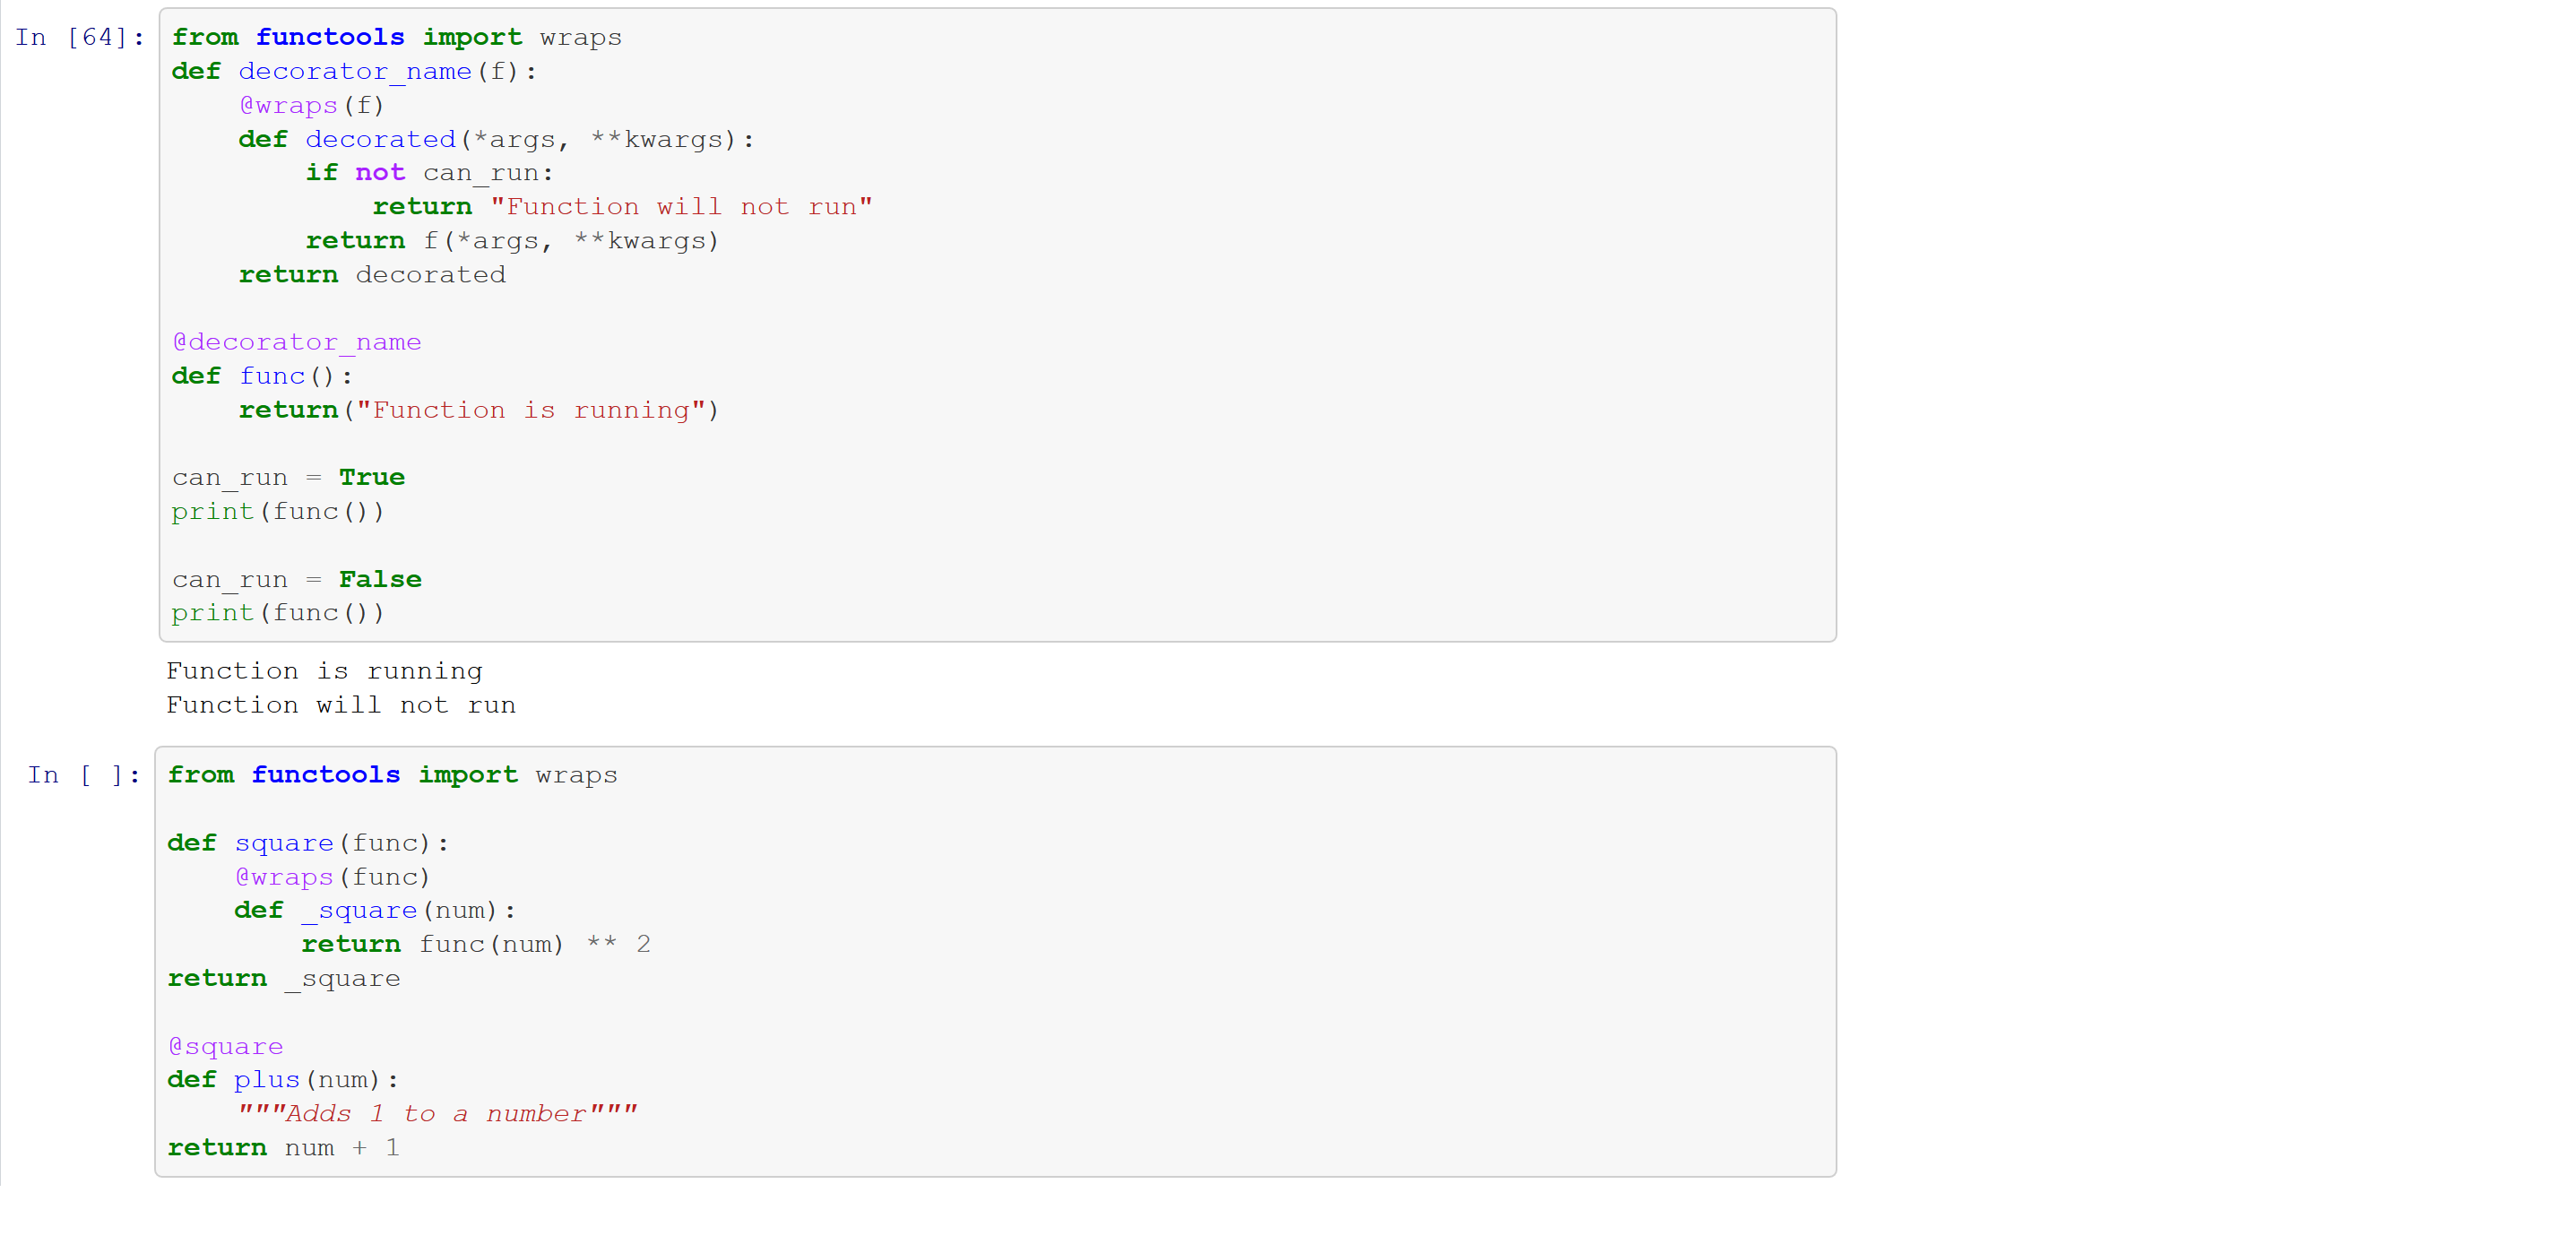 In [64]: from functools import wraps
def decorator_name(f):
    @wraps(f)
    def decorated(*args, **kwargs):
        if not can_run:
            return "Function will not run"
        return f(*args, **kwargs)
    return decorated
@decorator_name
def func():
    return("Function is running")
can_run = True
print(func())
can_run = False
print(func())
Function is running
Function will not run
In [ ]: from functools import wraps
def square(func):
    @wraps(func)
    def _square(num):
        return func(num) ** 2
return _square
@square
def plus(num):
    """Adds 1 to a number"""
return num + 1